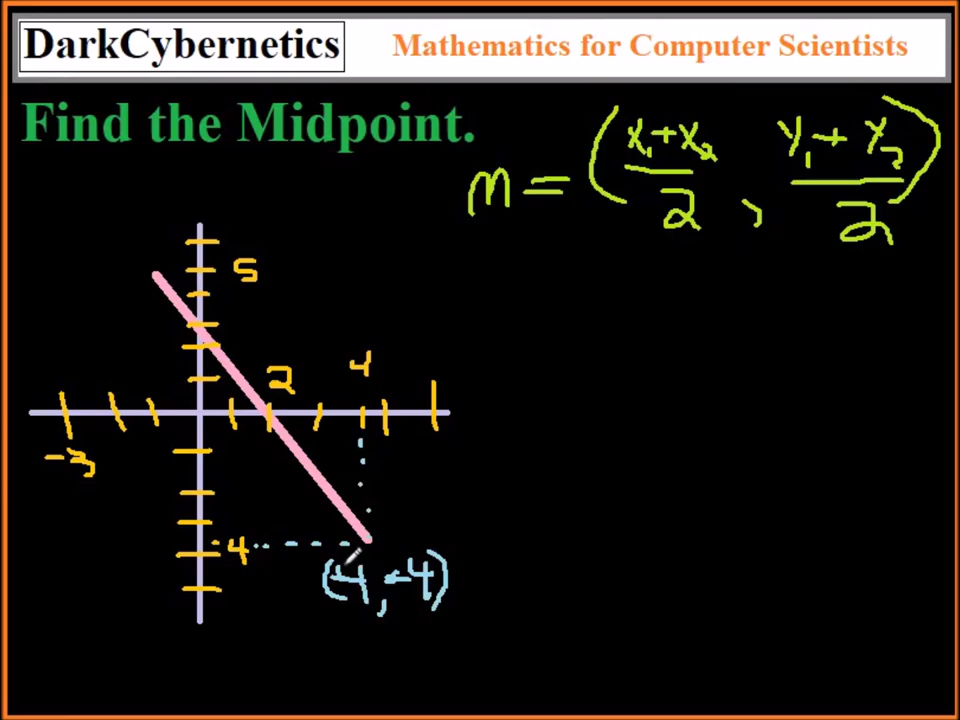 DarkCybernetics
Mathematics for Computer Scientists
Find the Midpoint.
m = (x₁+x₂/2, y₁+y₂/2)
5
2
4
-3
4
(4,-4)